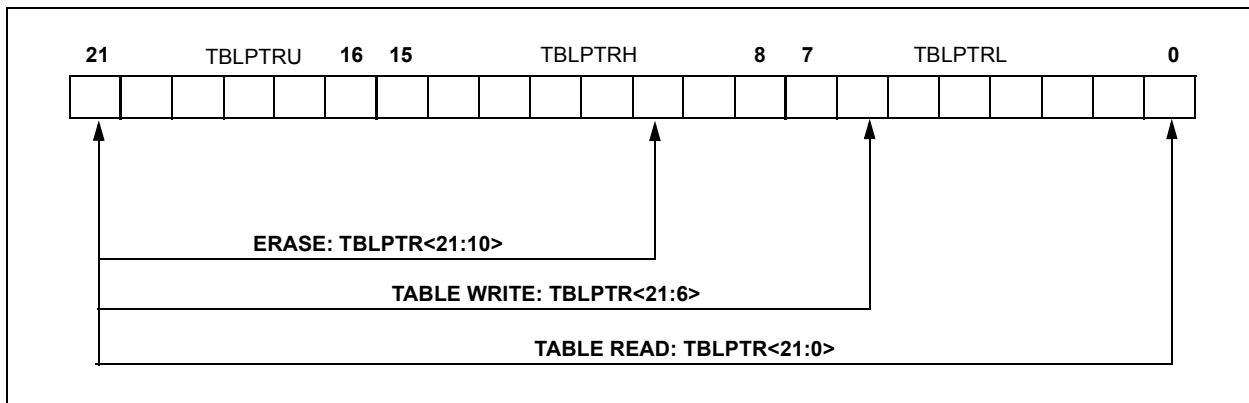 21 TBLPTRU 16 15 TBLPTRH 8 7 TBLPTRL 0
ERASE: TBLPTR<21:10>
TABLE WRITE: TBLPTR<21:6>
TABLE READ: TBLPTR<21:0>